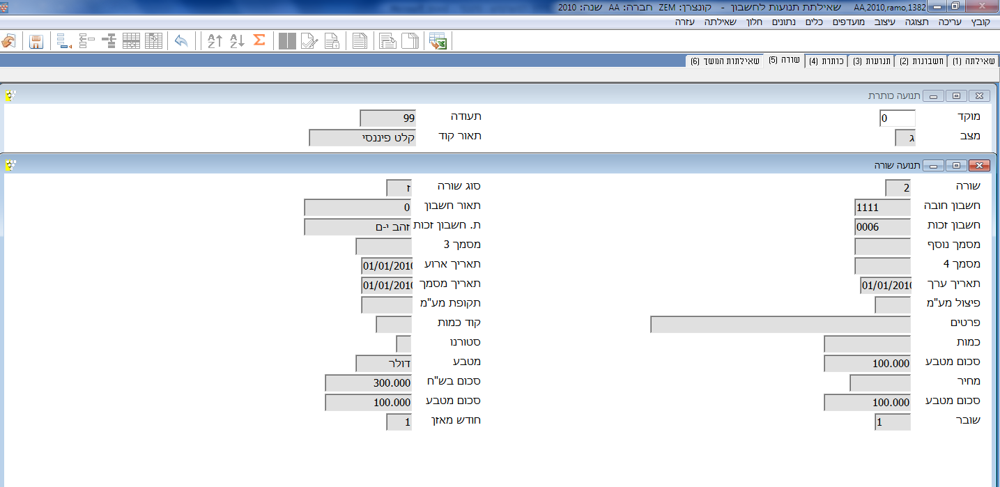 שאילתת תנועות לחשבון - קונצרן: ZEM חברה: AA שנה: 2010 AA,2010,ramo,1382
קובץ עריכה תצוגה עיצוב מועדפים כלים נתונים חלון שאילתה עזרה
שאילתה (1) חשבונות (2) תנועות (3) כותרת (4) שורה (5) שאילתות המשך (6)
תנועה כותרת
מוקד 0 תעודה 99
מצב ג תאור קוד קלט פיננסי
תנועה שורה
שורה 2 סוג שורה ז
חשבון חובה 1111 תאור חשבון 0
חשבון זכות 0006 ת. חשבון זכות זהב י-ם
מסמך נוסף מסמך 3
מסמך 4 תאריך ארוע 01/01/2010
תאריך ערך 01/01/2010 תאריך מסמך 01/01/2010
פיצול מע"מ תקופת מע"מ
פרטים קוד כמות
כמות סטורנו
סכום מטבע 100.000 מטבע דולר
מחיר סכום בש"ח 300.000
סכום מטבע 100.000 סכום מטבע 100.000
שובר 1 חודש מאזן 1